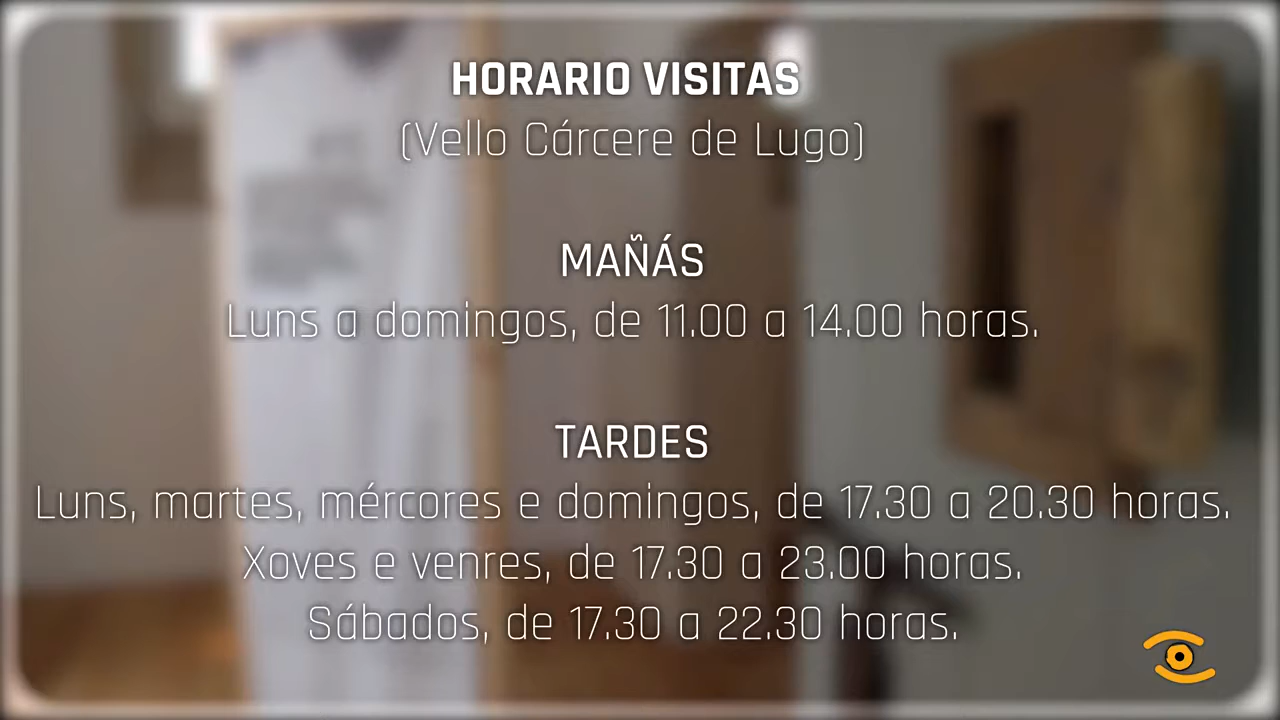 HORARIO VISITAS
(Vello Cárcere de Lugo)
MAÑÁS
Luns a domingos, de 11.00 a 14.00 horas.
TARDES
Luns, martes, mércores e domingos, de 17.30 a 20.30 horas.
Xoves e venres, de 17.30 a 23.00 horas.
Sábados, de 17.30 a 22.30 horas.